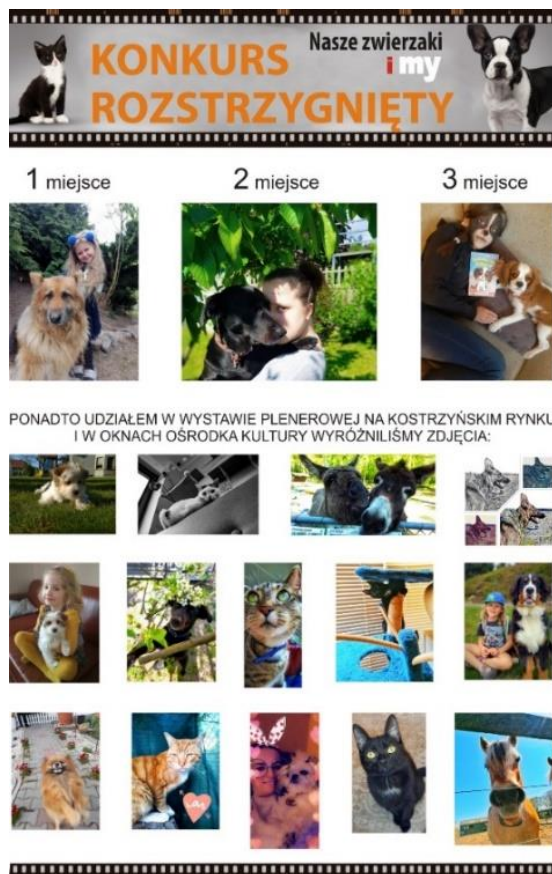 KONKURS
ROZSTRZYGNIĘTY
Nasze zwierzaki
i my
1 miejsce
2 miejsce
3 miejsce
PONADTO UDZIAŁEM W WYSTAWIE PLENEROWEJ NA KOSTRZYŃSKIM RYNKU
I W OKNACH OŚRODKA KULTURY WYRÓŻNILIŚMY ZDJĘCIA: